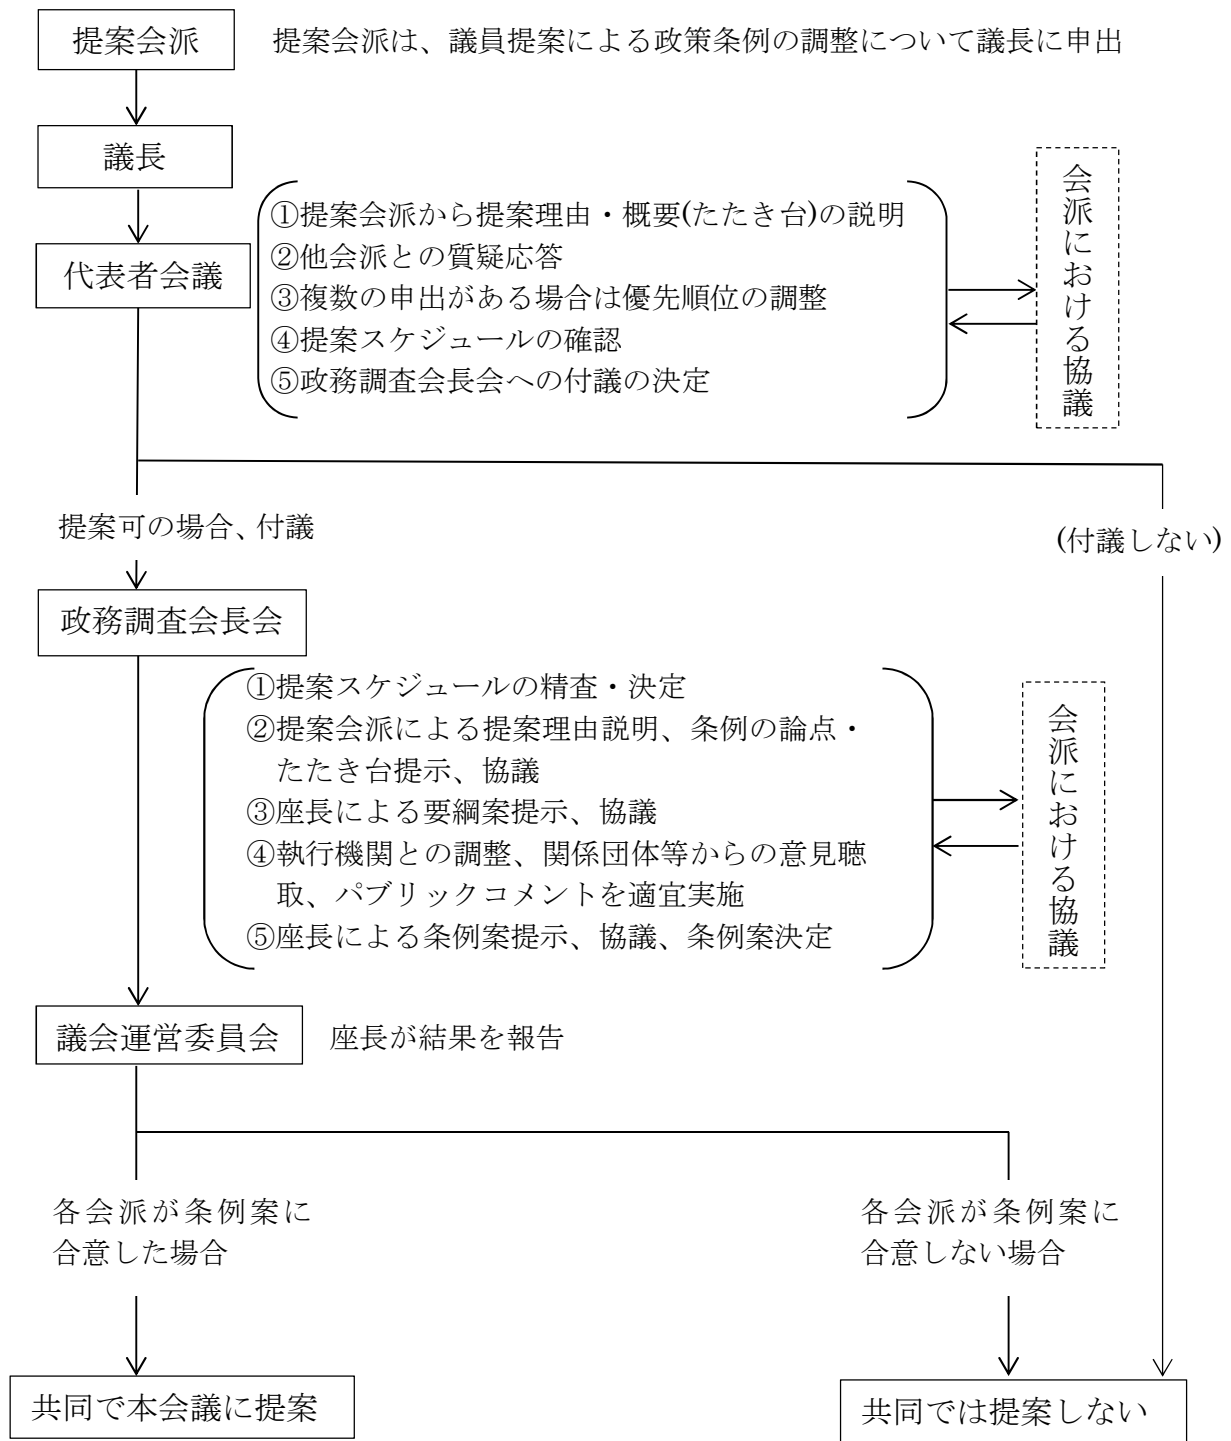 提案会派
提案会派は、議員提案による政策条例の調整について議長に申出
議長
代表者会議
①提案会派から提案理由・概要(たたき台)の説明
②他会派との質疑応答
③複数の申出がある場合は優先順位の調整
④提案スケジュールの確認
⑤政務調査会長会への付議の決定
会派における協議
提案可の場合、付議
(付議しない)
政務調査会長会
①提案スケジュールの精査・決定
②提案会派による提案理由説明、条例の論点・
たたき台提示、協議
③座長による要綱案提示、協議
④執行機関との調整、関係団体等からの意見聴
取、パブリックコメントを適宜実施
⑤座長による条例案提示、協議、条例案決定
会派における協議
議会運営委員会
座長が結果を報告
各会派が条例案に
合意した場合
各会派が条例案に
合意しない場合
共同で本会議に提案
共同では提案しない